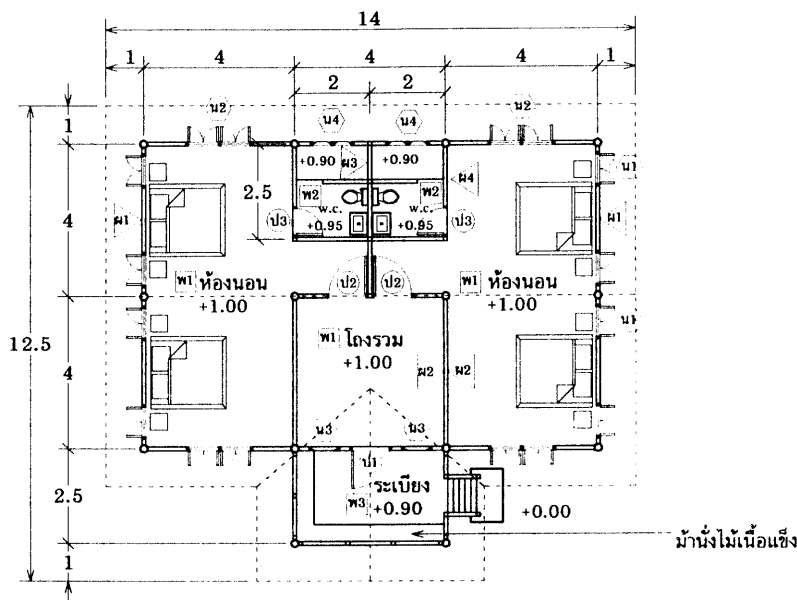 14
1 4 4 4 1
2 2
น2 น4 น4 น2
1
+0.90 ผ3 +0.90
พ2 พ2 ผ4 น1
4 2.5 w.c. w.c.
ผ1 ป3 +0.95 +0.95 ป3 ผ1
พ1 ห้องนอน ป2 ป2 พ1 ห้องนอน
+1.00 +1.00
12.5
พ1 โถงรวม น1
+1.00
4 ผ2 ผ2
น3 น3
ป1
ระเบียง
2.5 พ3 +0.90 +0.00
ม้านั่งไม้เนื้อแข็ง
1